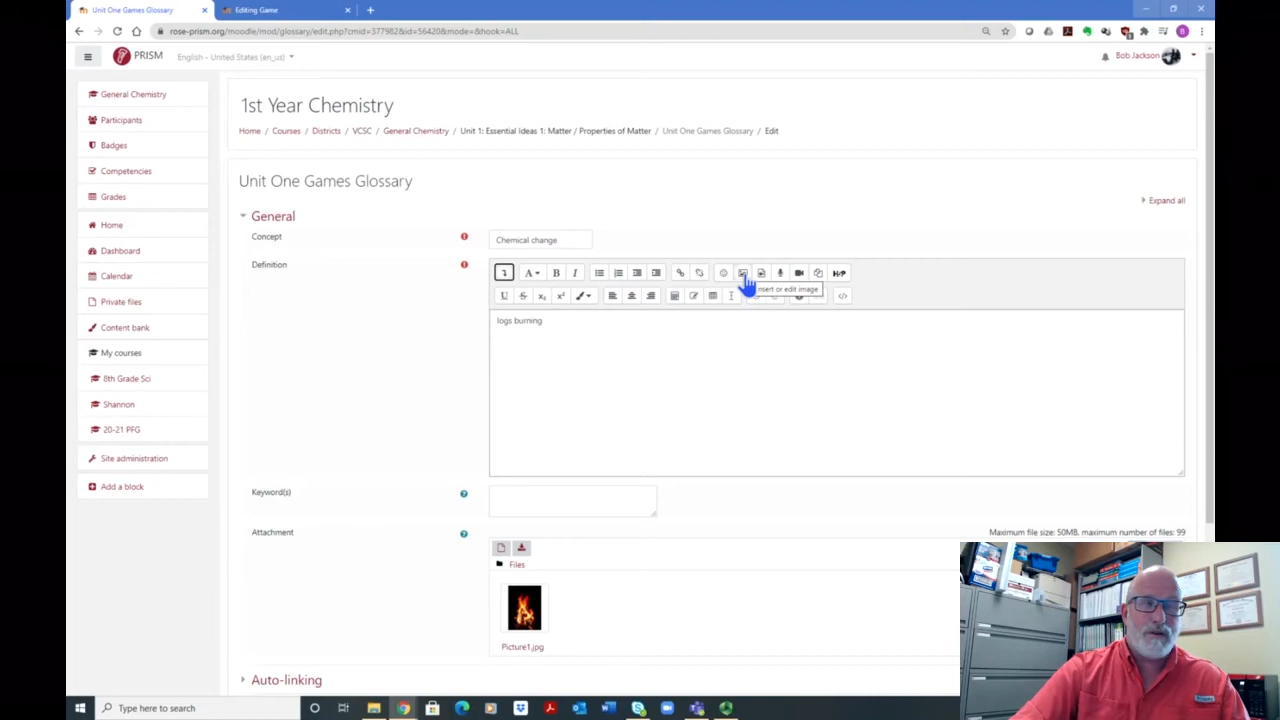 Unit One Games Glossary
Editing Game
rose-prism.org/moodle/mod/glossary/edit.php?cmid=377982&id=56420&mode=&hook=ALL
PRISM
English - United States (en_us)
Bob Jackson
General Chemistry
Participants
Badges
Competencies
Grades
Home
Dashboard
Calendar
Private files
Content bank
My courses
8th Grade Sci
Shannon
20-21 PFG
Site administration
Add a block
1st Year Chemistry
Home / Courses / Districts / VCSC / General Chemistry / Unit 1: Essential Ideas 1: Matter / Properties of Matter / Unit One Games Glossary / Edit
Unit One Games Glossary
Expand all
General
Concept
Chemical change
Definition
A B I
H5P
nsert or edit image
U S x₂ x² </>
logs burning
Keyword(s)
Attachment
Maximum file size: 50MB, maximum number of files: 99
Files
Picture1.jpg
Auto-linking
Type here to search